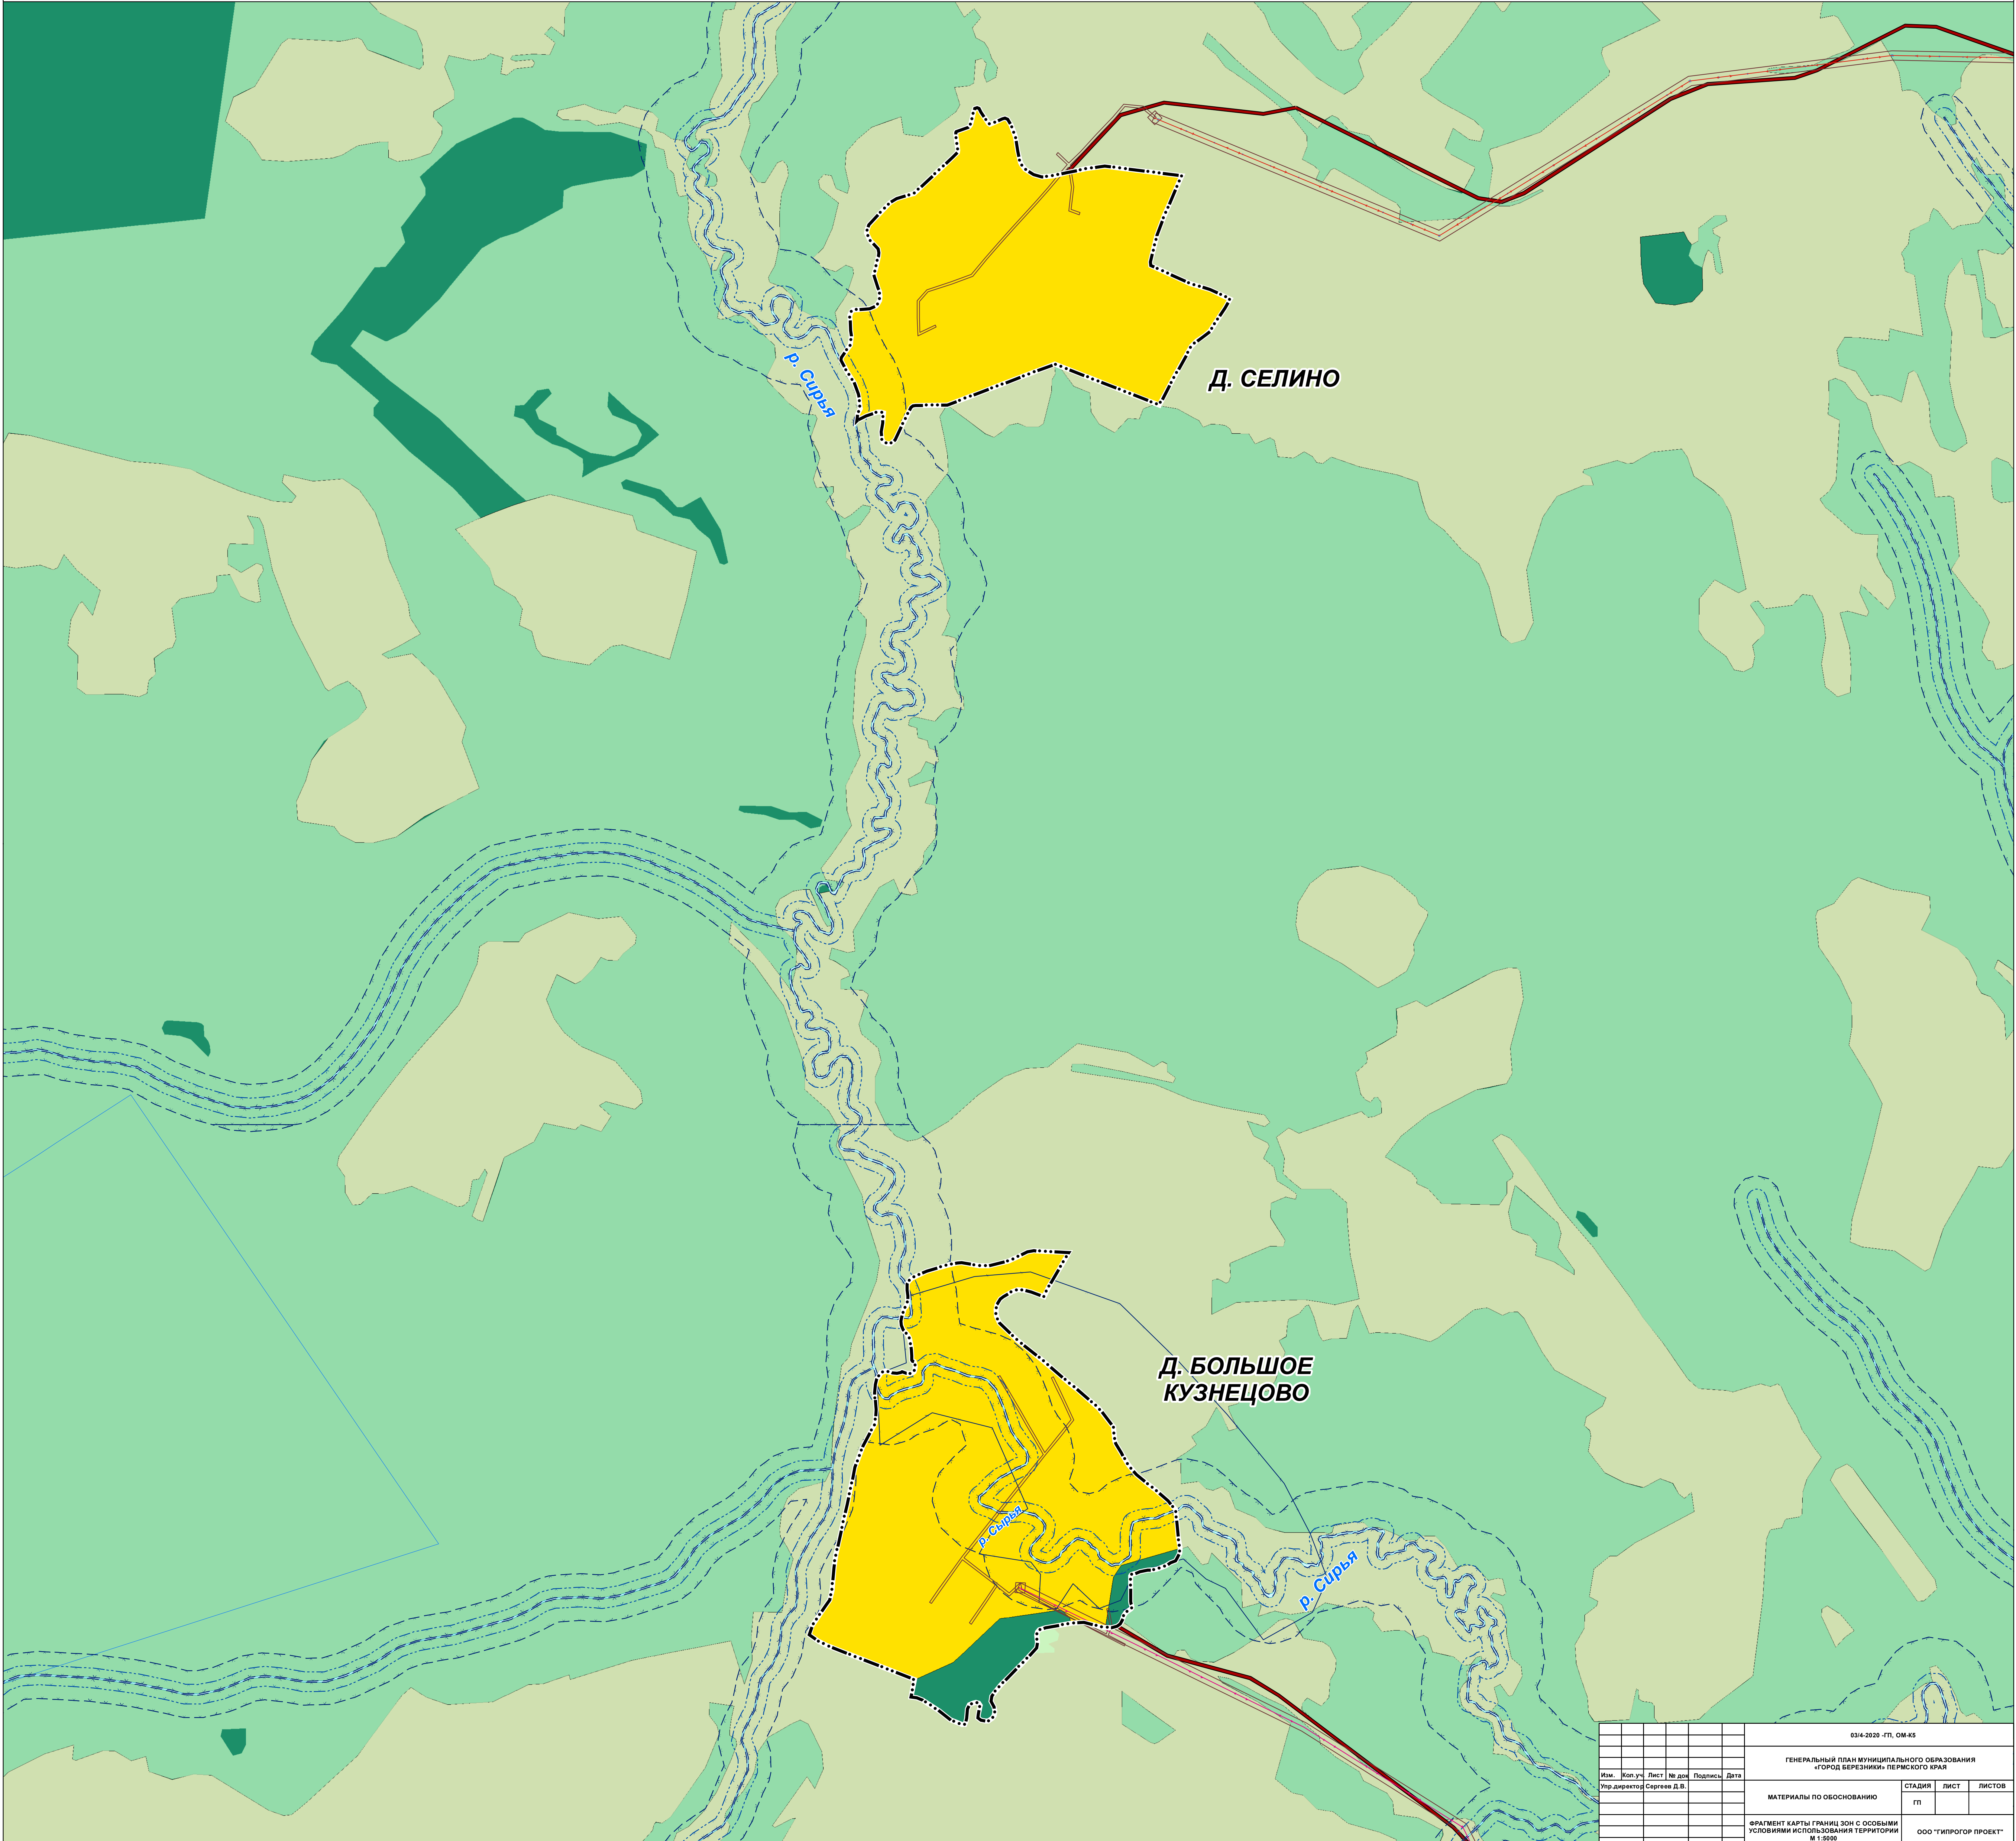 р. Сирья
Д. СЕЛИНО
Д. БОЛЬШОЕ
КУЗНЕЦОВО
р. Сырья
р. Сирья
03/4-2020 -ГП, ОМ-К5
ГЕНЕРАЛЬНЫЙ ПЛАН МУНИЦИПАЛЬНОГО ОБРАЗОВАНИЯ
«ГОРОД БЕРЕЗНИКИ» ПЕРМСКОГО КРАЯ
Изм. Кол.уч. Лист № док Подпись Дата
Упр.директор Сергеев Д.В.
МАТЕРИАЛЫ ПО ОБОСНОВАНИЮ
СТАДИЯ ЛИСТ ЛИСТОВ
ГП
ФРАГМЕНТ КАРТЫ ГРАНИЦ ЗОН С ОСОБЫМИ
УСЛОВИЯМИ ИСПОЛЬЗОВАНИЯ ТЕРРИТОРИИ
М 1:5000
ООО "ГИПРОГОР ПРОЕКТ"